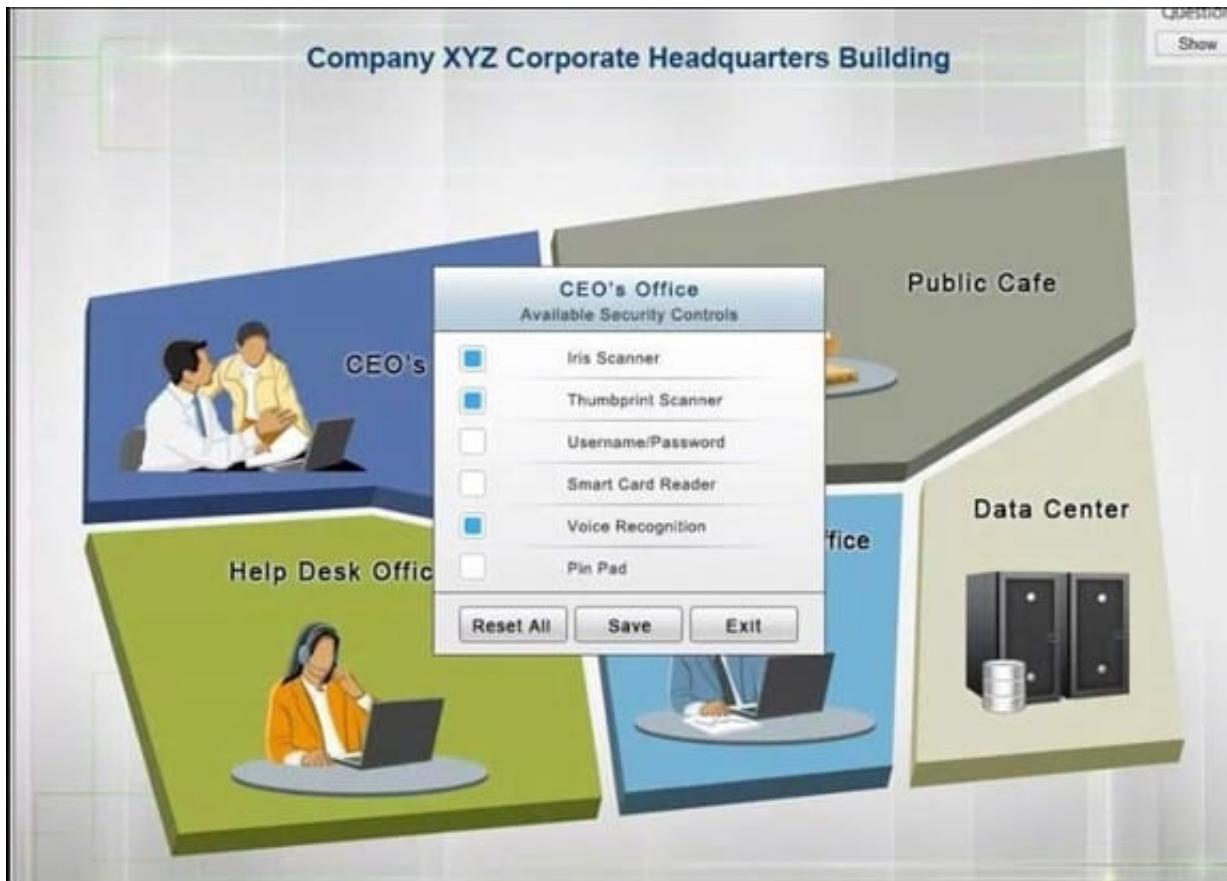 Question
Show
Company XYZ Corporate Headquarters Building
Public Cafe
CEO's Office
Available Security Controls
CEO's
Iris Scanner
Thumbprint Scanner
Username/Password
Smart Card Reader
Voice Recognition
Pin Pad
Data Center
ffice
Help Desk Offic
Reset All
Save
Exit